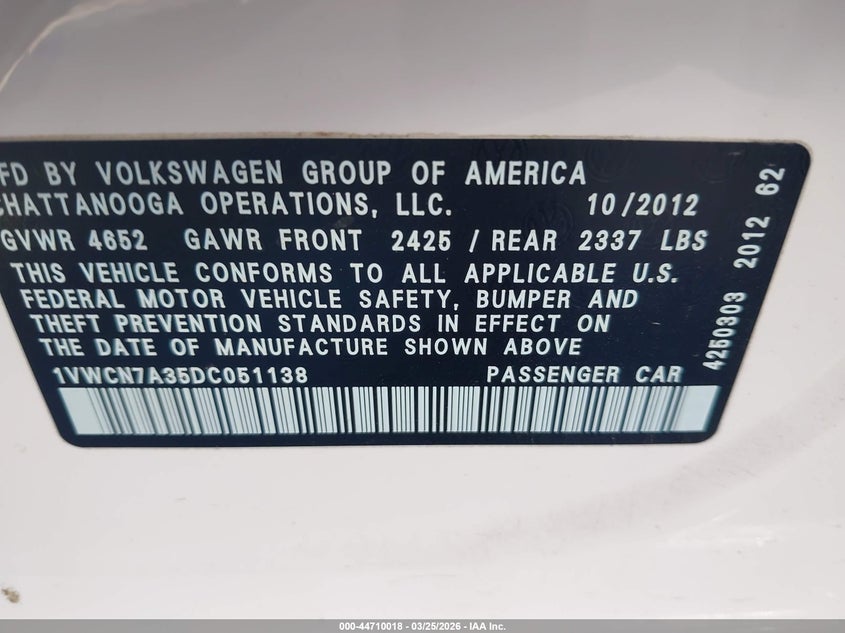 FD BY VOLKSWAGEN GROUP OF AMERICA
CHATTANOOGA OPERATIONS, LLC. 10/2012
GVWR 4652 GAWR FRONT 2425 / REAR 2337 LBS
THIS VEHICLE CONFORMS TO ALL APPLICABLE U.S.
FEDERAL MOTOR VEHICLE SAFETY, BUMPER AND
THEFT PREVENTION STANDARDS IN EFFECT ON
THE DATE OF MANUFACTURE SHOWN ABOVE
1VWCN7A35DC051138 PASSENGER CAR
4250303 2012 62
000-44710018 - 03/25/2026 - IAA Inc.